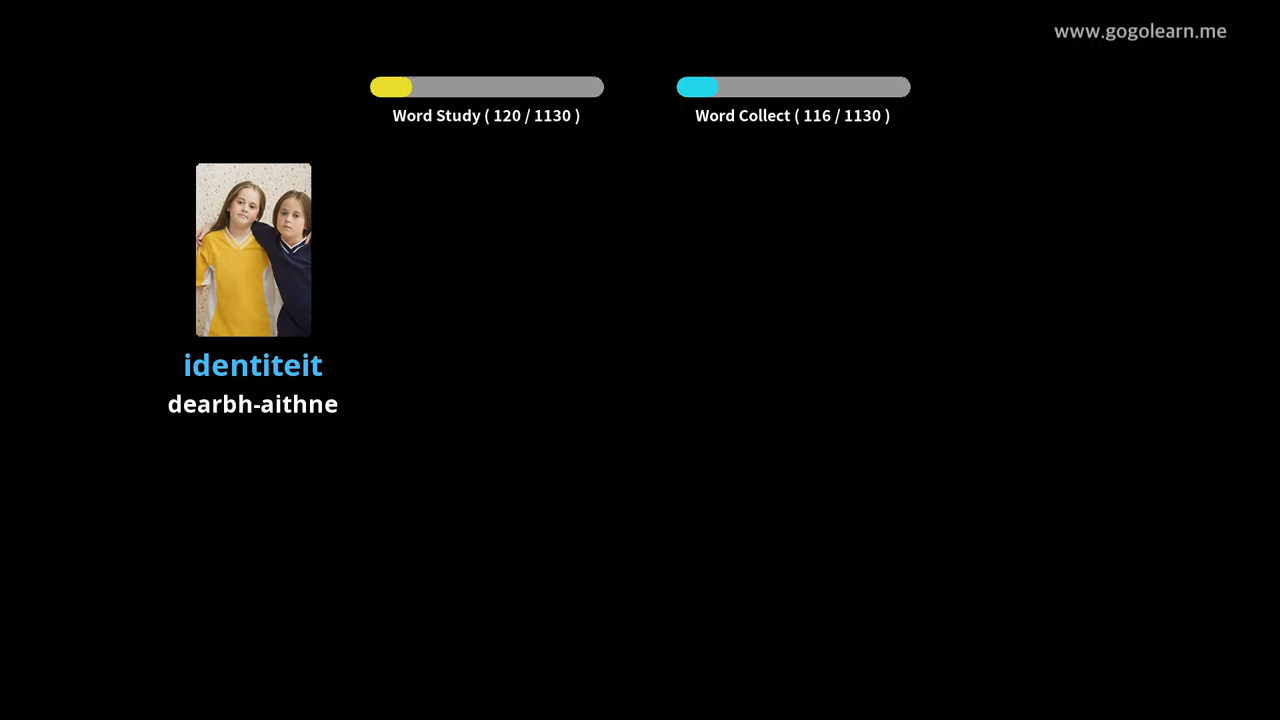 www.gogolearn.me
Word Study ( 120 / 1130 )
Word Collect ( 116 / 1130 )
identiteit
dearbh-aithne